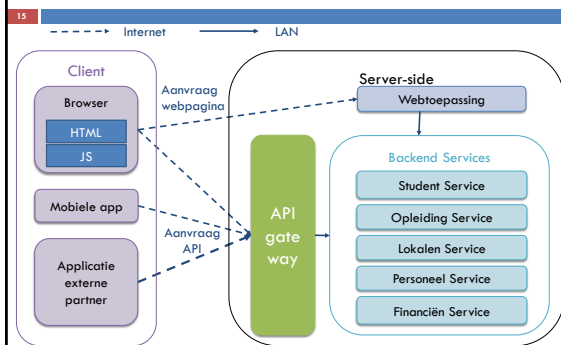 15
Internet
LAN
Client
Browser
HTML
JS
Mobiele app
Applicatie
externe
partner
Aanvraag
webpagina
Aanvraag
API
Server-side
Webtoepassing
API
gate
way
Backend Services
Student Service
Opleiding Service
Lokalen Service
Personeel Service
Financiën Service